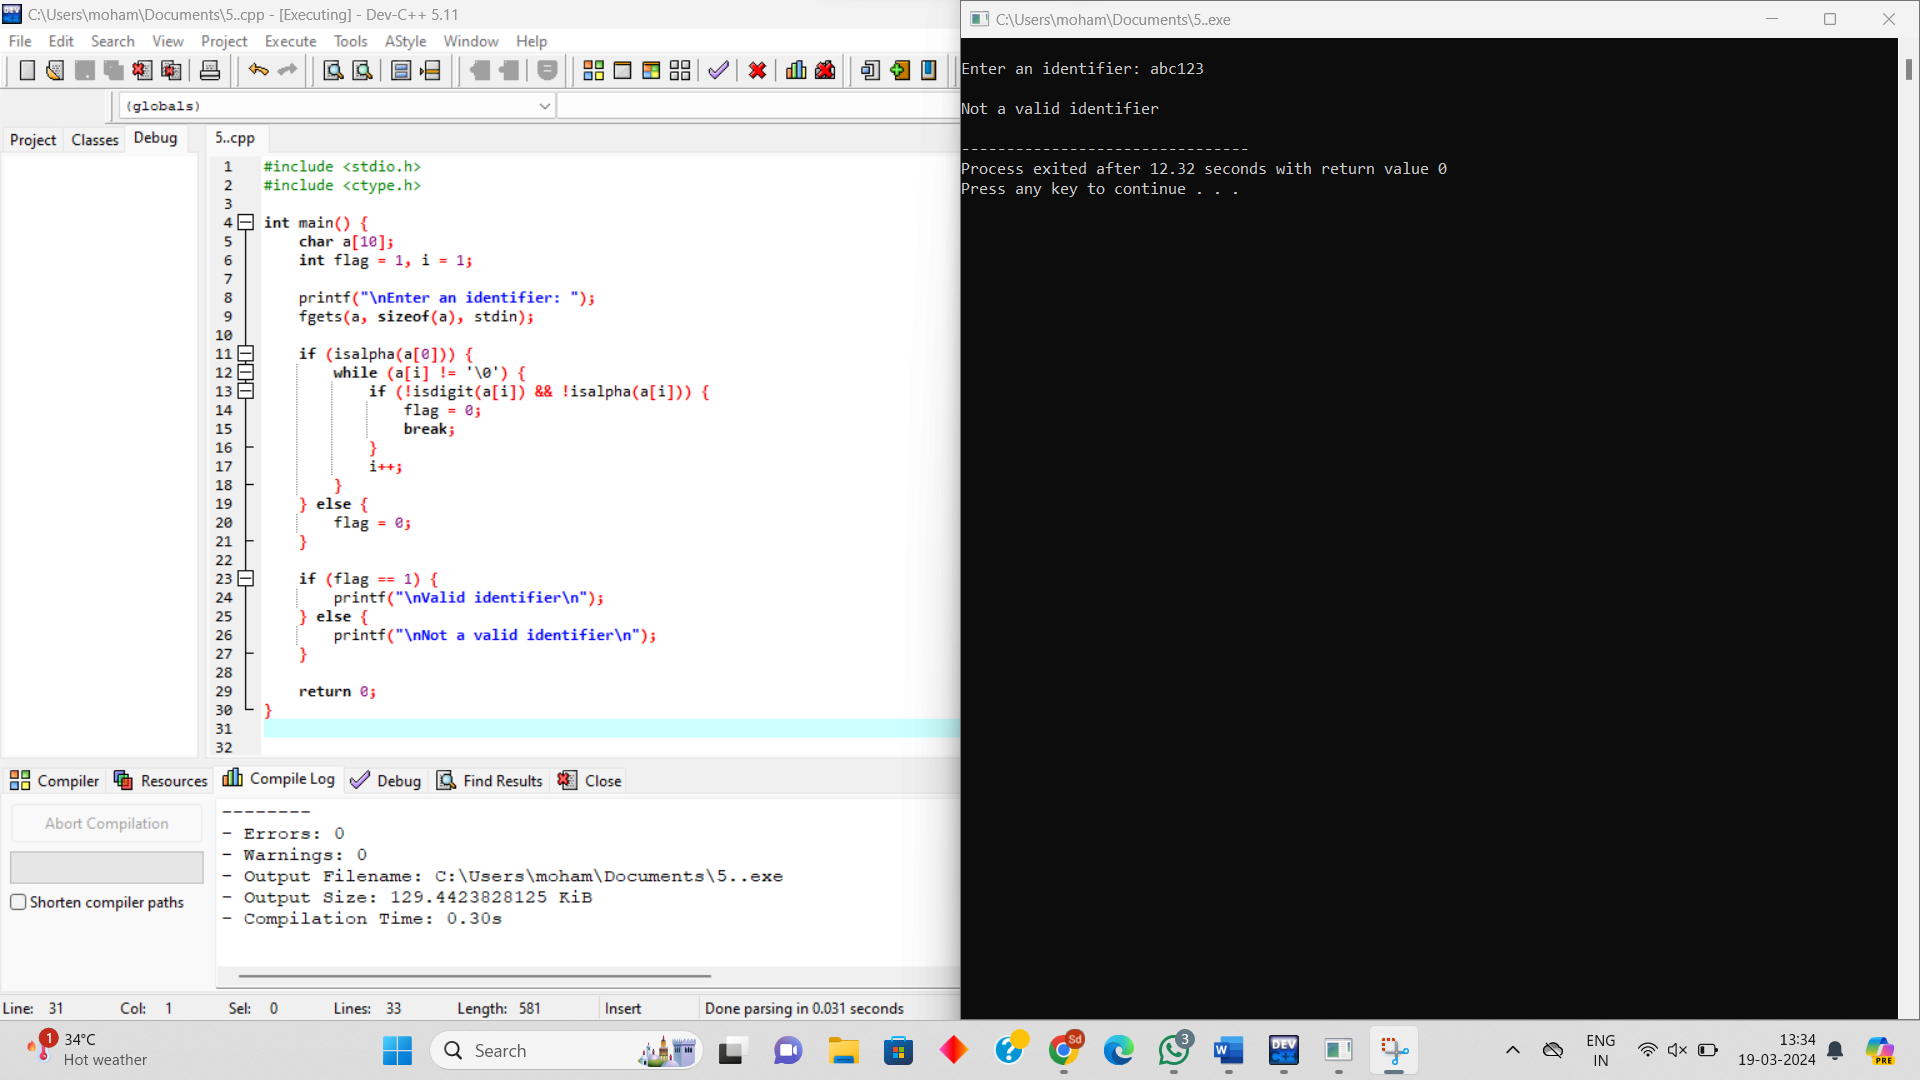 C:\Users\moham\Documents\5..cpp - [Executing] - Dev-C++ 5.11
File Edit Search View Project Execute Tools AStyle Window Help
(globals)
Project Classes Debug
5..cpp
1 #include <stdio.h>
2 #include <ctype.h>
3
4 int main() {
5 char a[10];
6 int flag = 1, i = 1;
7
8 printf("\nEnter an identifier: ");
9 fgets(a, sizeof(a), stdin);
10
11 if (isalpha(a[0])) {
12 while (a[i] != '\0') {
13 if (!isdigit(a[i]) && !isalpha(a[i])) {
14 flag = 0;
15 break;
16 }
17 i++;
18 }
19 } else {
20 flag = 0;
21 }
22
23 if (flag == 1) {
24 printf("\nValid identifier\n");
25 } else {
26 printf("\nNot a valid identifier\n");
27 }
28
29 return 0;
30 }
31
32
Compiler Resources Compile Log Debug Find Results Close
Abort Compilation
Shorten compiler paths
--------
- Errors: 0
- Warnings: 0
- Output Filename: C:\Users\moham\Documents\5..exe
- Output Size: 129.4423828125 KiB
- Compilation Time: 0.30s
Line: 31 Col: 1 Sel: 0 Lines: 33 Length: 581 Insert Done parsing in 0.031 seconds
C:\Users\moham\Documents\5..exe
Enter an identifier: abc123
Not a valid identifier
--------------------------------
Process exited after 12.32 seconds with return value 0
Press any key to continue . . .
1
34°C
Hot weather
Search
Sd
3
W
DEV
ENG
IN
13:34
19-03-2024
PRE